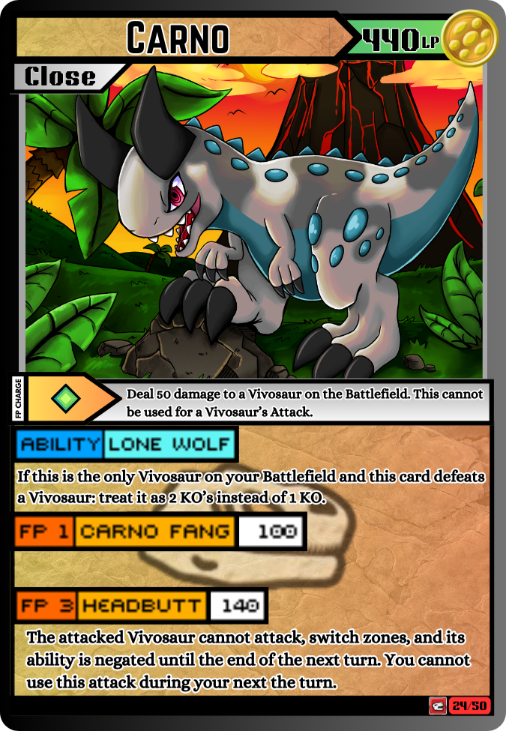 Carno
440 LP
Close
FP CHARGE
Deal 50 damage to a Vivosaur on the Battlefield. This cannot
be used for a Vivosaur's Attack.
ABILITY LONE WOLF
If this is the only Vivosaur on your Battlefield and this card defeats
a Vivosaur: treat it as 2 KO's instead of 1 KO.
FP 1 CARNO FANG 100
FP 3 HEADBUTT 140
The attacked Vivosaur cannot attack, switch zones, and its
ability is negated until the end of the next turn. You cannot
use this attack during your next the turn.
24/50